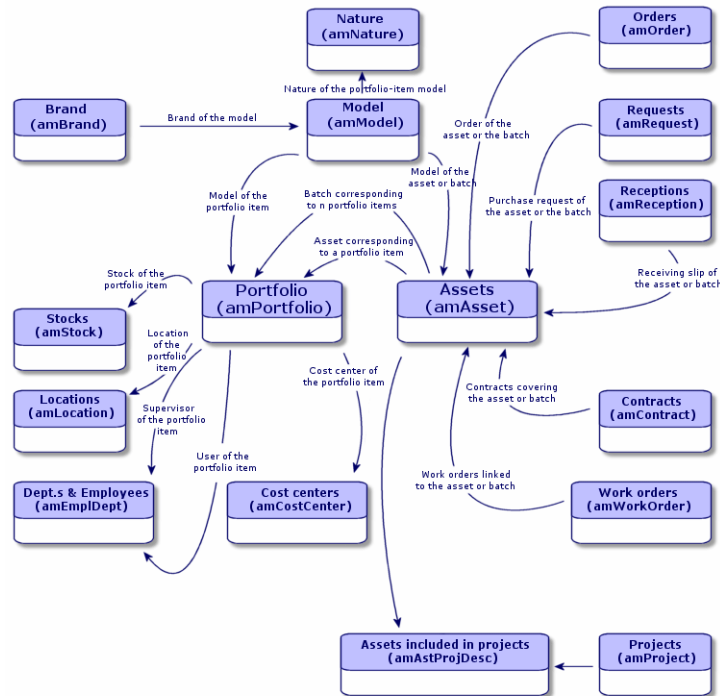 Nature
(amNature)
Orders
(amOrder)
Nature of the portfolio-item model
Brand
(amBrand)
Brand of the model
Model
(amModel)
Order of the
asset or the batch
Requests
(amRequest)
Model of the
portfolio item
Batch corresponding
to n portfolio items
Model of the
asset or batch
Purchase request of
the asset or the batch
Receptions
(amReception)
Asset corresponding
to a portfolio item
Stock of the
portfolio item
Receiving slip of
the asset or batch
Portfolio
(amPortfolio)
Assets
(amAsset)
Stocks
(amStock)
Location
of the
portfolio
item
Cost center of
the portfolio item
Contracts covering
the asset or batch
Locations
(amLocation)
Contracts
(amContract)
Supervisor
of the portfolio
item
User of the
portfolio item
Work orders linked
to the asset or batch
Dept.s & Employees
(amEmplDept)
Cost centers
(amCostCenter)
Work orders
(amWorkOrder)
Assets included in projects
(amAstProjDesc)
Projects
(amProject)